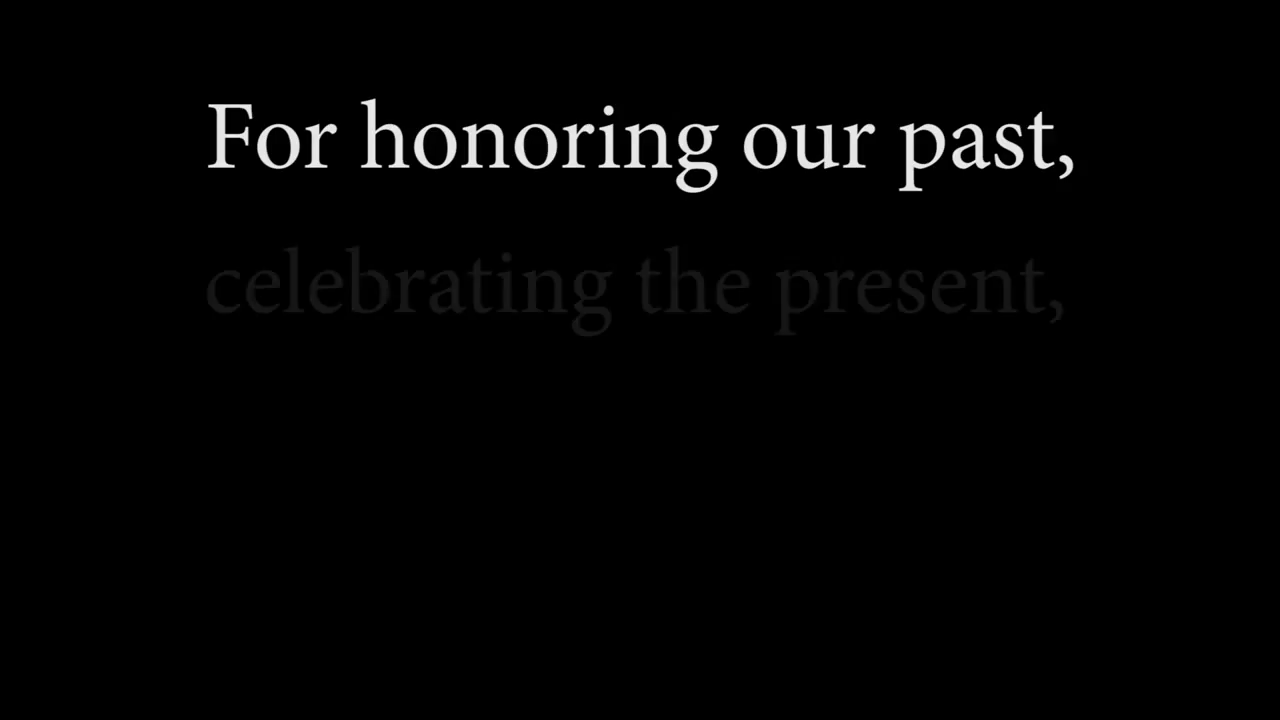 For honoring our past,
celebrating the present,